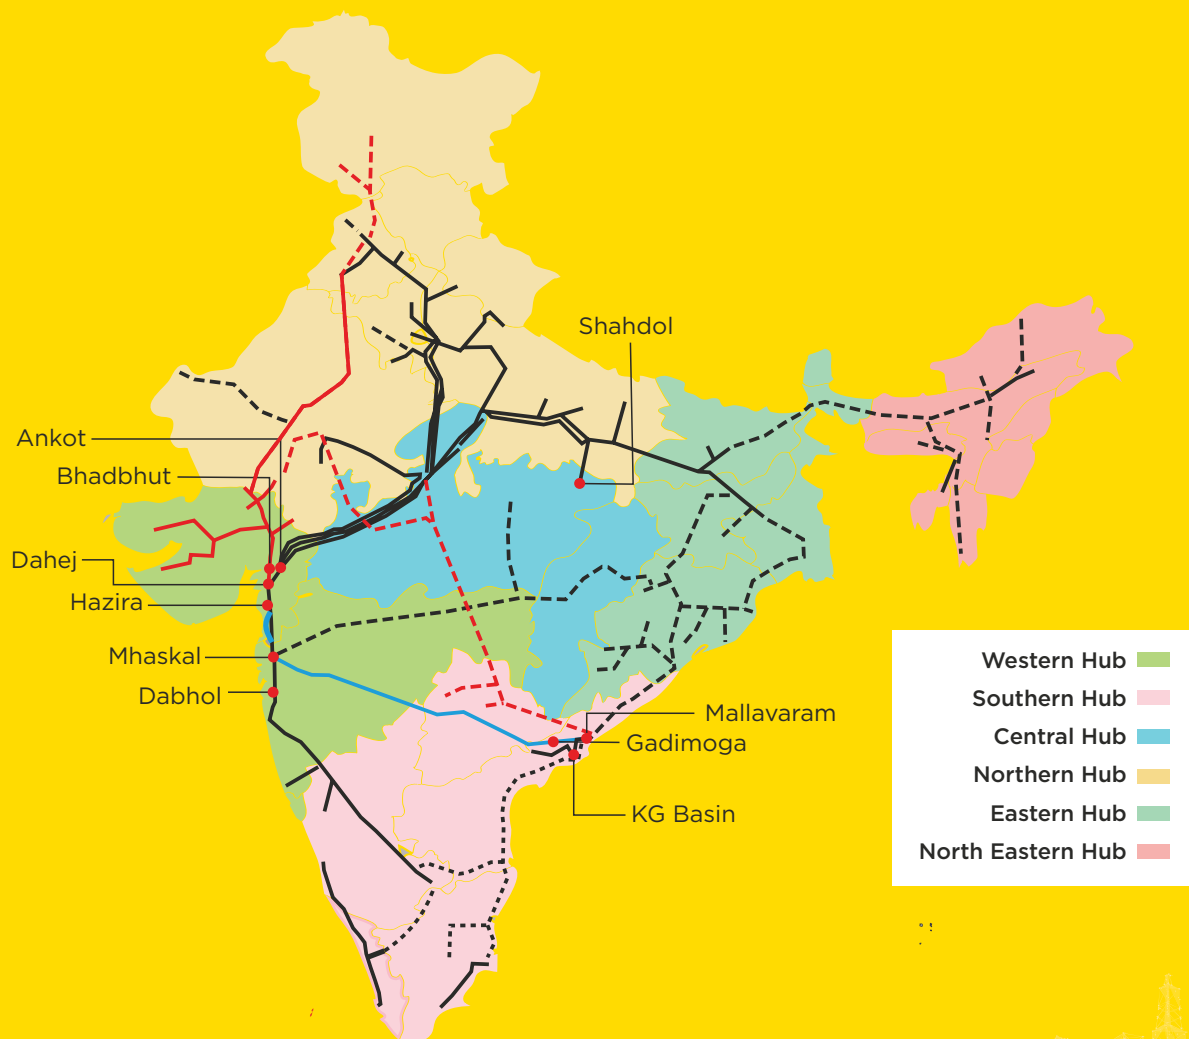 Shahdol
Ankot
Bhadbhut
Dahej
Hazira
Mhaskal
Dabhol
Mallavaram
Gadimoga
KG Basin
Western Hub
Southern Hub
Central Hub
Northern Hub
Eastern Hub
North Eastern Hub